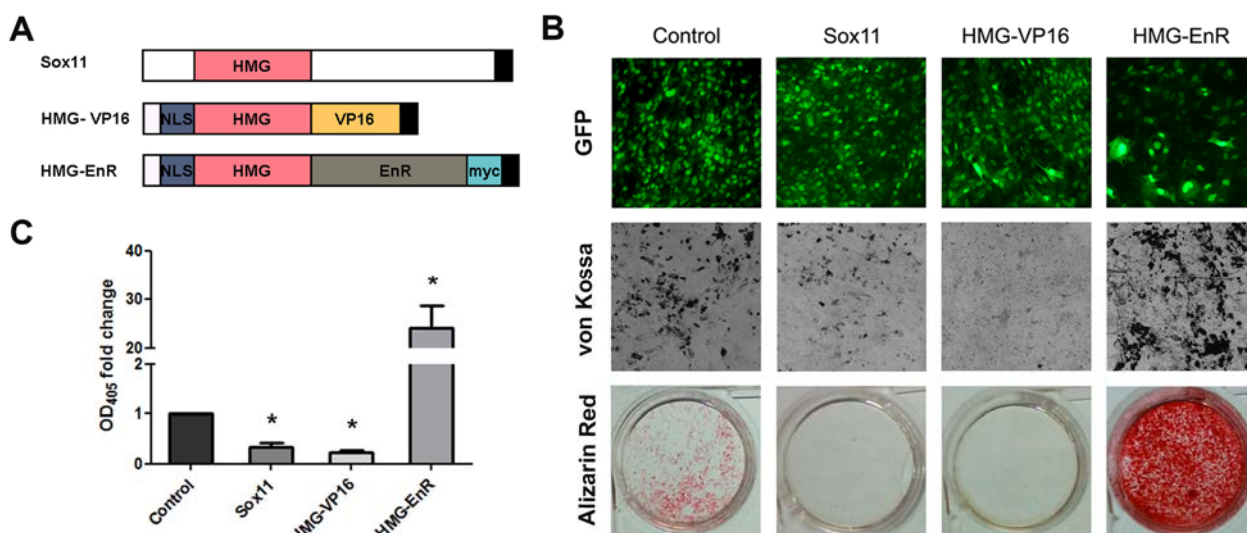 A
Sox11
HMG
HMG- VP16
NLS HMG VP16
HMG-EnR
NLS HMG EnR myc
B
Control Sox11 HMG-VP16 HMG-EnR
GFP
von Kossa
Alizarin Red
C
OD405 fold change
40
30
20
2
1
0
* * *
Control Sox11 HMG-VP16 HMG-EnR